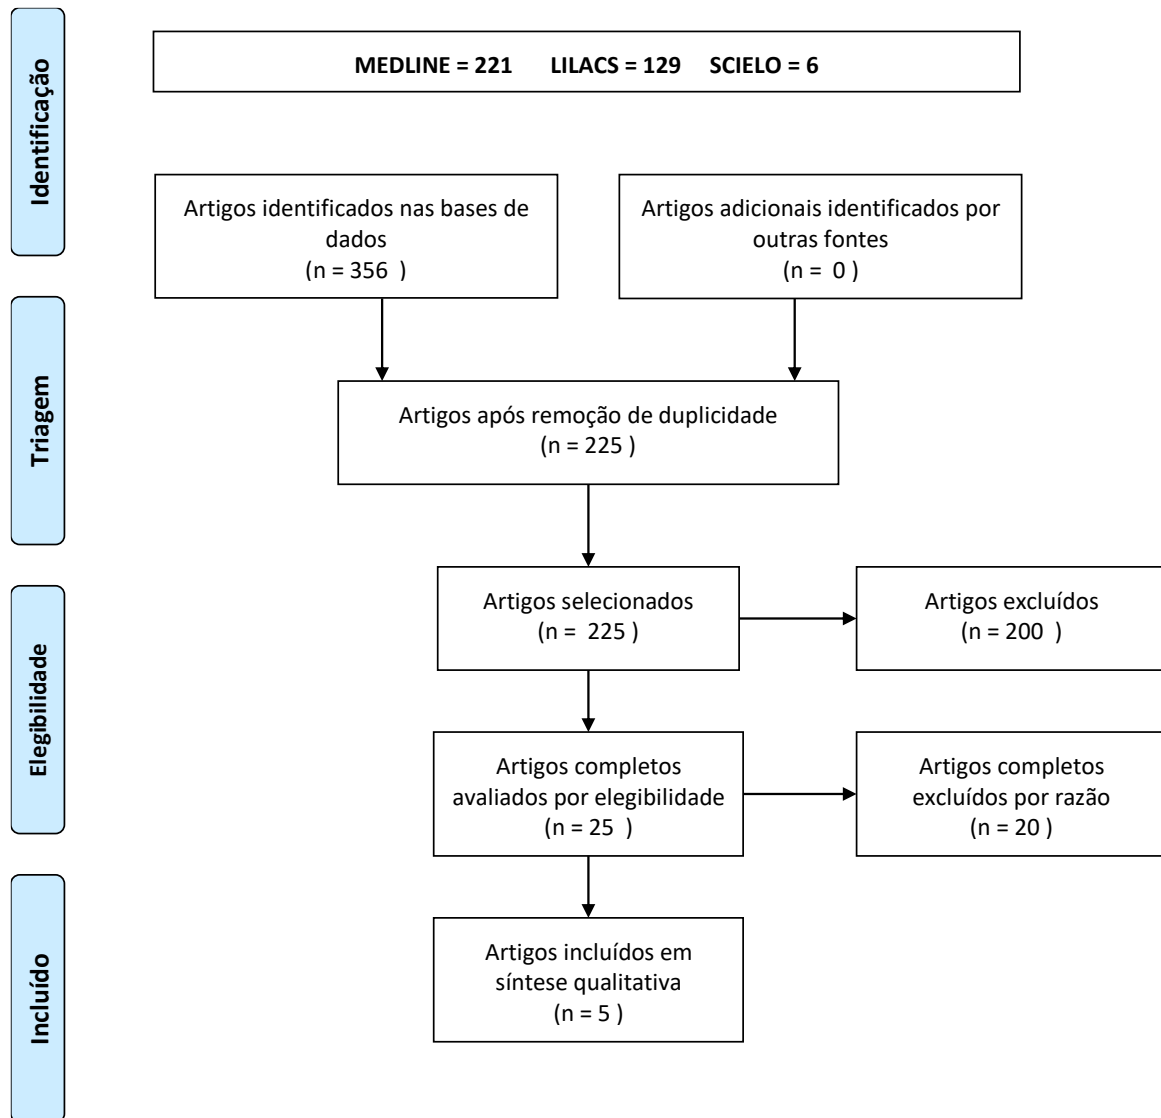 Identificação
MEDLINE = 221 LILACS = 129 SCIELO = 6
Artigos identificados nas bases de
dados
(n = 356 )
Artigos adicionais identificados por
outras fontes
(n = 0 )
Triagem
Artigos após remoção de duplicidade
(n = 225 )
Elegibilidade
Artigos selecionados
(n = 225 )
Artigos excluídos
(n = 200 )
Artigos completos
avaliados por elegibilidade
(n = 25 )
Artigos completos
excluídos por razão
(n = 20 )
Incluído
Artigos incluídos em
síntese qualitativa
(n = 5 )